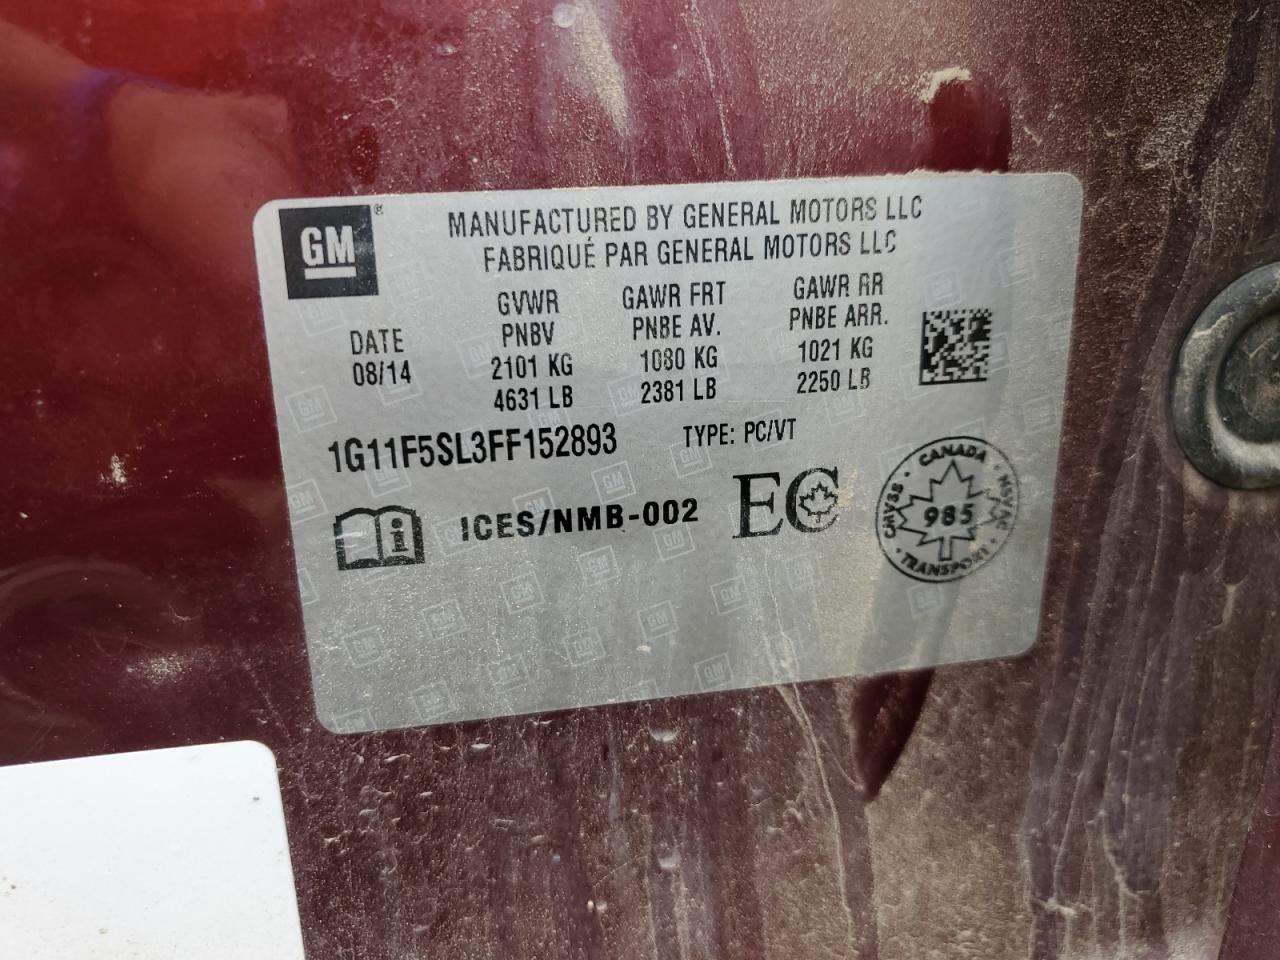 GM®
MANUFACTURED BY GENERAL MOTORS LLC
FABRIQUÉ PAR GENERAL MOTORS LLC
DATE
08/14
GVWR
PNBV
2101 KG
4631 LB
GAWR FRT
PNBE AV.
1080 KG
2381 LB
GAWR RR
PNBE ARR.
1021 KG
2250 LB
1G11F5SL3FF152893 TYPE: PC/VT
i ICES/NMB-002 EC
CANADA
CMVSS 985 NSVAC
TRANSPORT